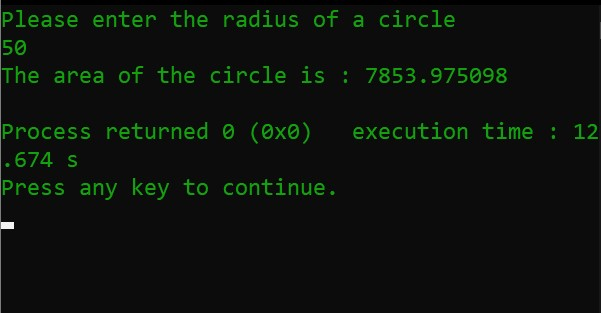 Please enter the radius of a circle
50
The area of the circle is : 7853.975098
Process returned 0 (0x0)   execution time : 12
.674 s
Press any key to continue.